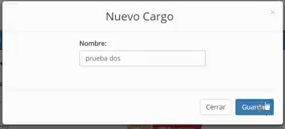 Nuevo Cargo
×
Nombre:
prueba dos
Cerrar
Guardar